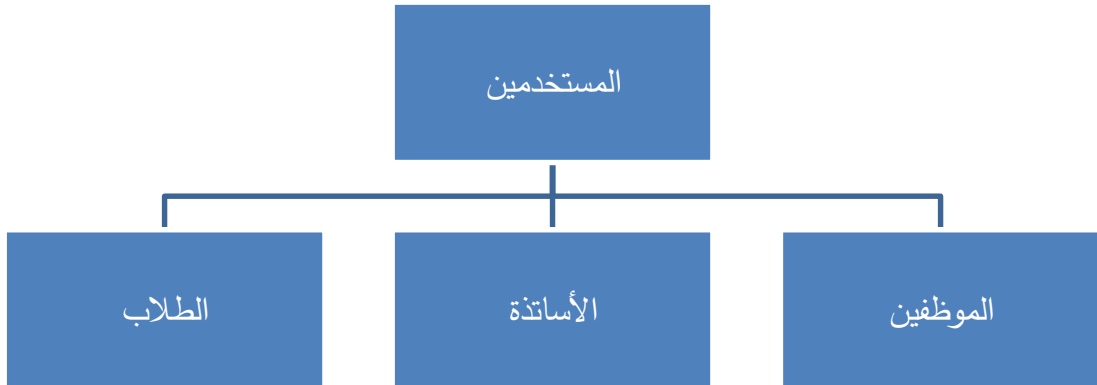 المستخدمين
الموظفين
الأساتذة
الطلاب